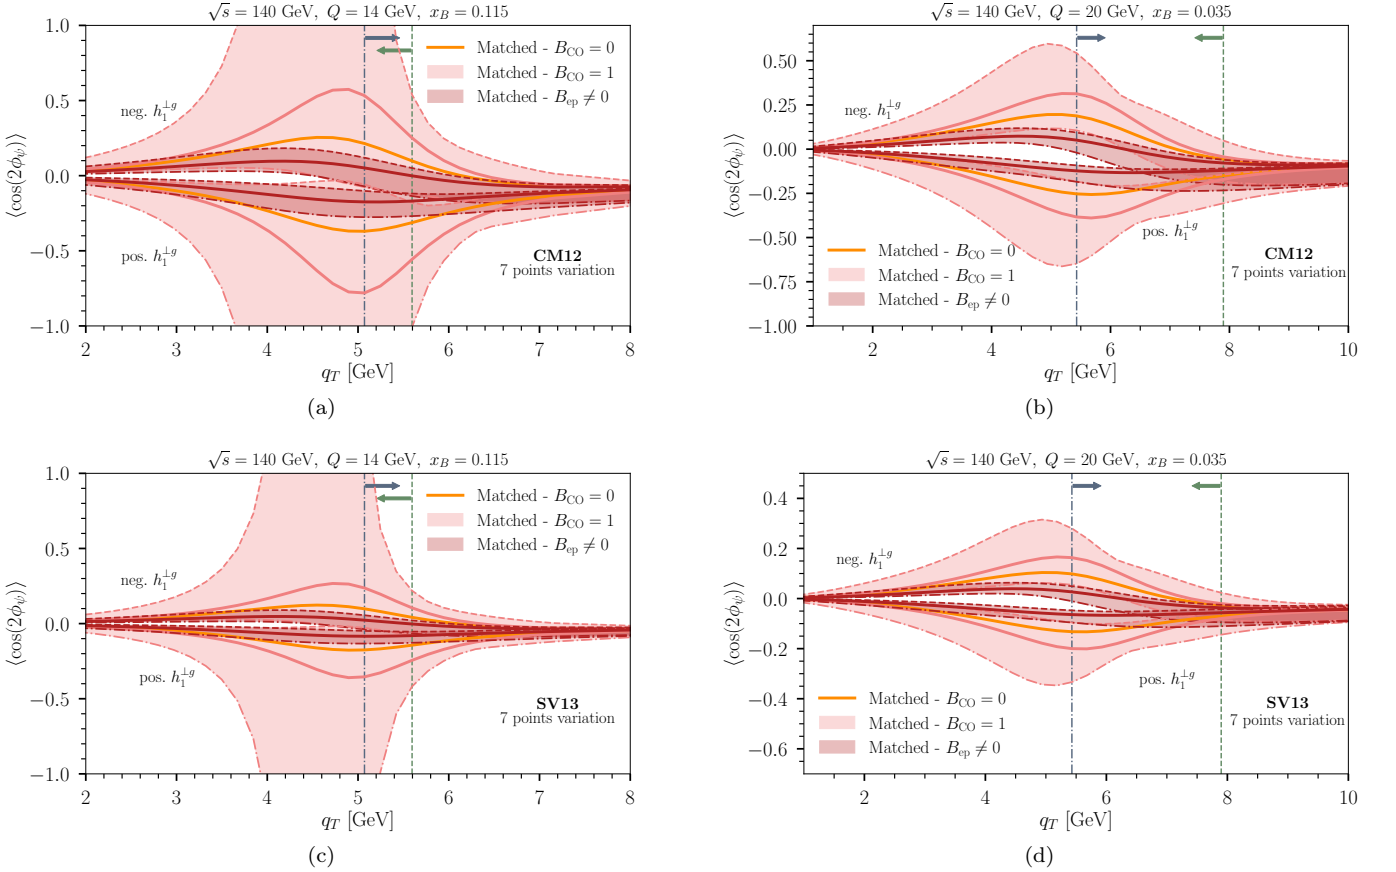 √s = 140 GeV, Q = 14 GeV, x_B = 0.115
1.0
0.5
0.0
−0.5
−1.0
⟨cos(2ϕ_ψ)⟩
Matched - B_CO = 0
Matched - B_CO = 1
Matched - B_ep ≠ 0
neg. h_1^⊥g
pos. h_1^⊥g
CM12
7 points variation
2 3 4 5 6 7 8
q_T [GeV]
(a)
√s = 140 GeV, Q = 20 GeV, x_B = 0.035
0.50
0.25
0.00
−0.25
−0.50
−0.75
−1.00
⟨cos(2ϕ_ψ)⟩
neg. h_1^⊥g
pos. h_1^⊥g
Matched - B_CO = 0
Matched - B_CO = 1
Matched - B_ep ≠ 0
CM12
7 points variation
2 4 6 8 10
q_T [GeV]
(b)
√s = 140 GeV, Q = 14 GeV, x_B = 0.115
1.0
0.5
0.0
−0.5
−1.0
⟨cos(2ϕ_ψ)⟩
Matched - B_CO = 0
Matched - B_CO = 1
Matched - B_ep ≠ 0
neg. h_1^⊥g
pos. h_1^⊥g
SV13
7 points variation
2 3 4 5 6 7 8
q_T [GeV]
(c)
√s = 140 GeV, Q = 20 GeV, x_B = 0.035
0.4
0.2
0.0
−0.2
−0.4
−0.6
⟨cos(2ϕ_ψ)⟩
neg. h_1^⊥g
pos. h_1^⊥g
Matched - B_CO = 0
Matched - B_CO = 1
Matched - B_ep ≠ 0
SV13
7 points variation
2 4 6 8 10
q_T [GeV]
(d)